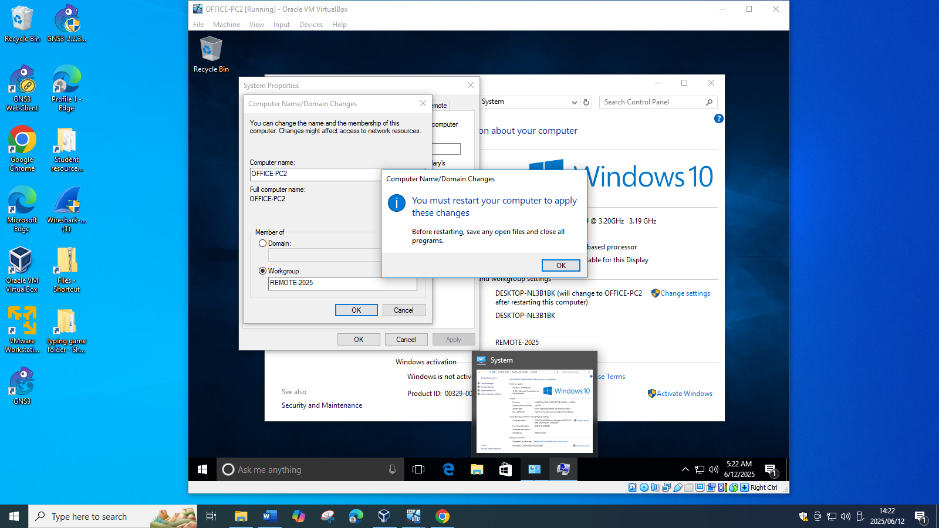 OFFICE-PC2 [Running] - Oracle VM VirtualBox
File Machine View Input Devices Help
Recycle Bin
GNS3
WebClient
Profile 1 -
Edge
Google
Chrome
Student
resource...
Microsoft
Edge
Wireshark-...
(1)
Oracle VM
VirtualBox
Files -
Shortcut
VMware
Workstati...
typing game
folder - Sh...
GNS3
Recycle Bin
System Properties
Computer Name/Domain Changes
You can change the name and the membership of this
computer. Changes might affect access to network resources.
Computer name:
OFFICE-PC2
Full computer name:
OFFICE-PC2
Member of
Domain:
Workgroup:
REMOTE-2025
OK Cancel
OK Cancel Apply
System
Search Control Panel
on about your computer
Windows 10
@ 3.20GHz 3.19 GHz
based processor
able for this Display
Computer Name/Domain Changes
You must restart your computer to apply
these changes
Before restarting, save any open files and close all
programs.
OK
DESKTOP-NL3B1BK (will change to OFFICE-PC2
after restarting this computer)
Change settings
DESKTOP-NL3B1BK
REMOTE-2025
Windows activation
Windows is not activ
se Terms
Product ID: 00329-00
Activate Windows
See also
Security and Maintenance
System
Windows 10
Ask me anything
5:22 AM
6/12/2025
Right Ctrl
Type here to search
14:22
2025/06/12